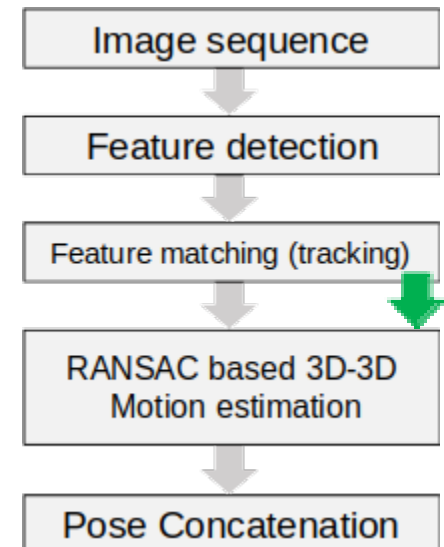 Image sequence
Feature detection
Feature matching (tracking)
RANSAC based 3D-3D
Motion estimation
Pose Concatenation